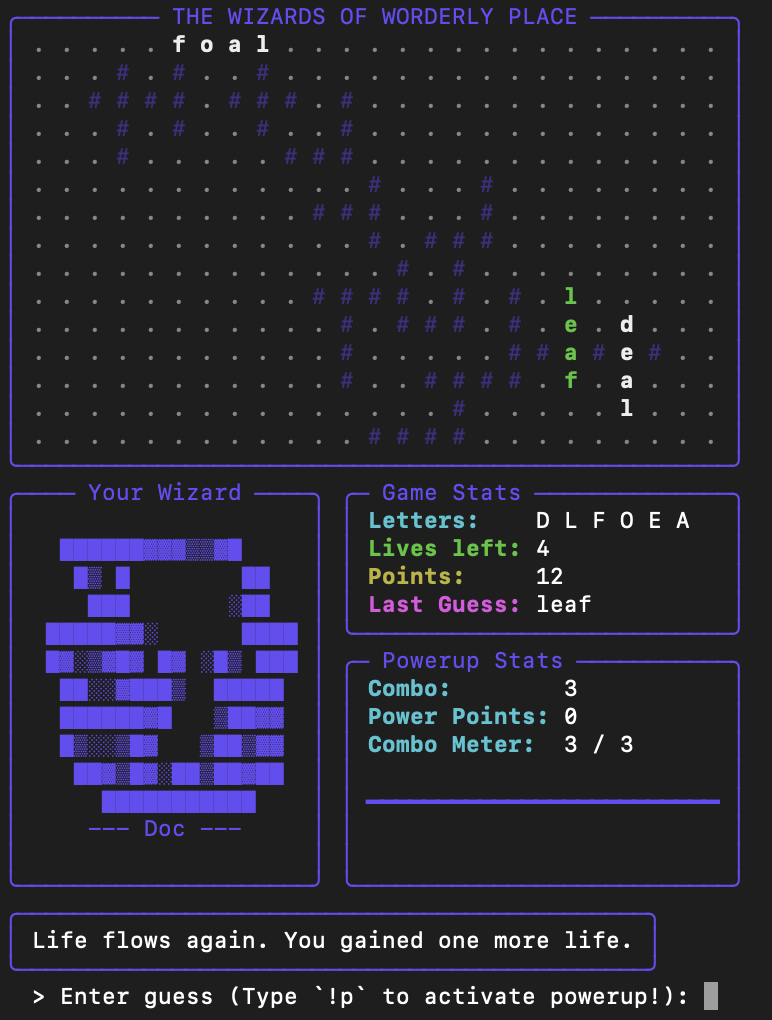 THE WIZARDS OF WORDERLY PLACE
. . . . . f o a l . . . . . . . . . . . . . . . .
. . . # . # . . # . . . . . . . . . . . . . . . .
. . # # # # . # # # . # . . . . . . . . . . . . .
. . . # . # . . # . . # . . . . . . . . . . . . .
. . . # . . . . . # # # . . . . . . . . . . . . .
. . . . . . . . . . . . # . . . # . . . . . . . .
. . . . . . . . . . # # # . . . # . . . . . . . .
. . . . . . . . . . . . # . # # # . . . . . . . .
. . . . . . . . . . . . . # . # . . . . . . . . .
. . . . . . . . . . # # # # . # . # . l . . . . .
. . . . . . . . . . . # . # # # . # . e . d . . .
. . . . . . . . . . . # . . . . . # # a # e # . .
. . . . . . . . . . . # . . # # # # . f . a . . .
. . . . . . . . . . . . . . . # . . . . . l . . .
. . . . . . . . . . . . # # # # . . . . . . . . .
Your Wizard
--- Doc ---
Game Stats
Letters: D L F O E A
Lives left: 4
Points: 12
Last Guess: leaf
Powerup Stats
Combo: 3
Power Points: 0
Combo Meter: 3 / 3
Life flows again. You gained one more life.
> Enter guess (Type `!p` to activate powerup!):